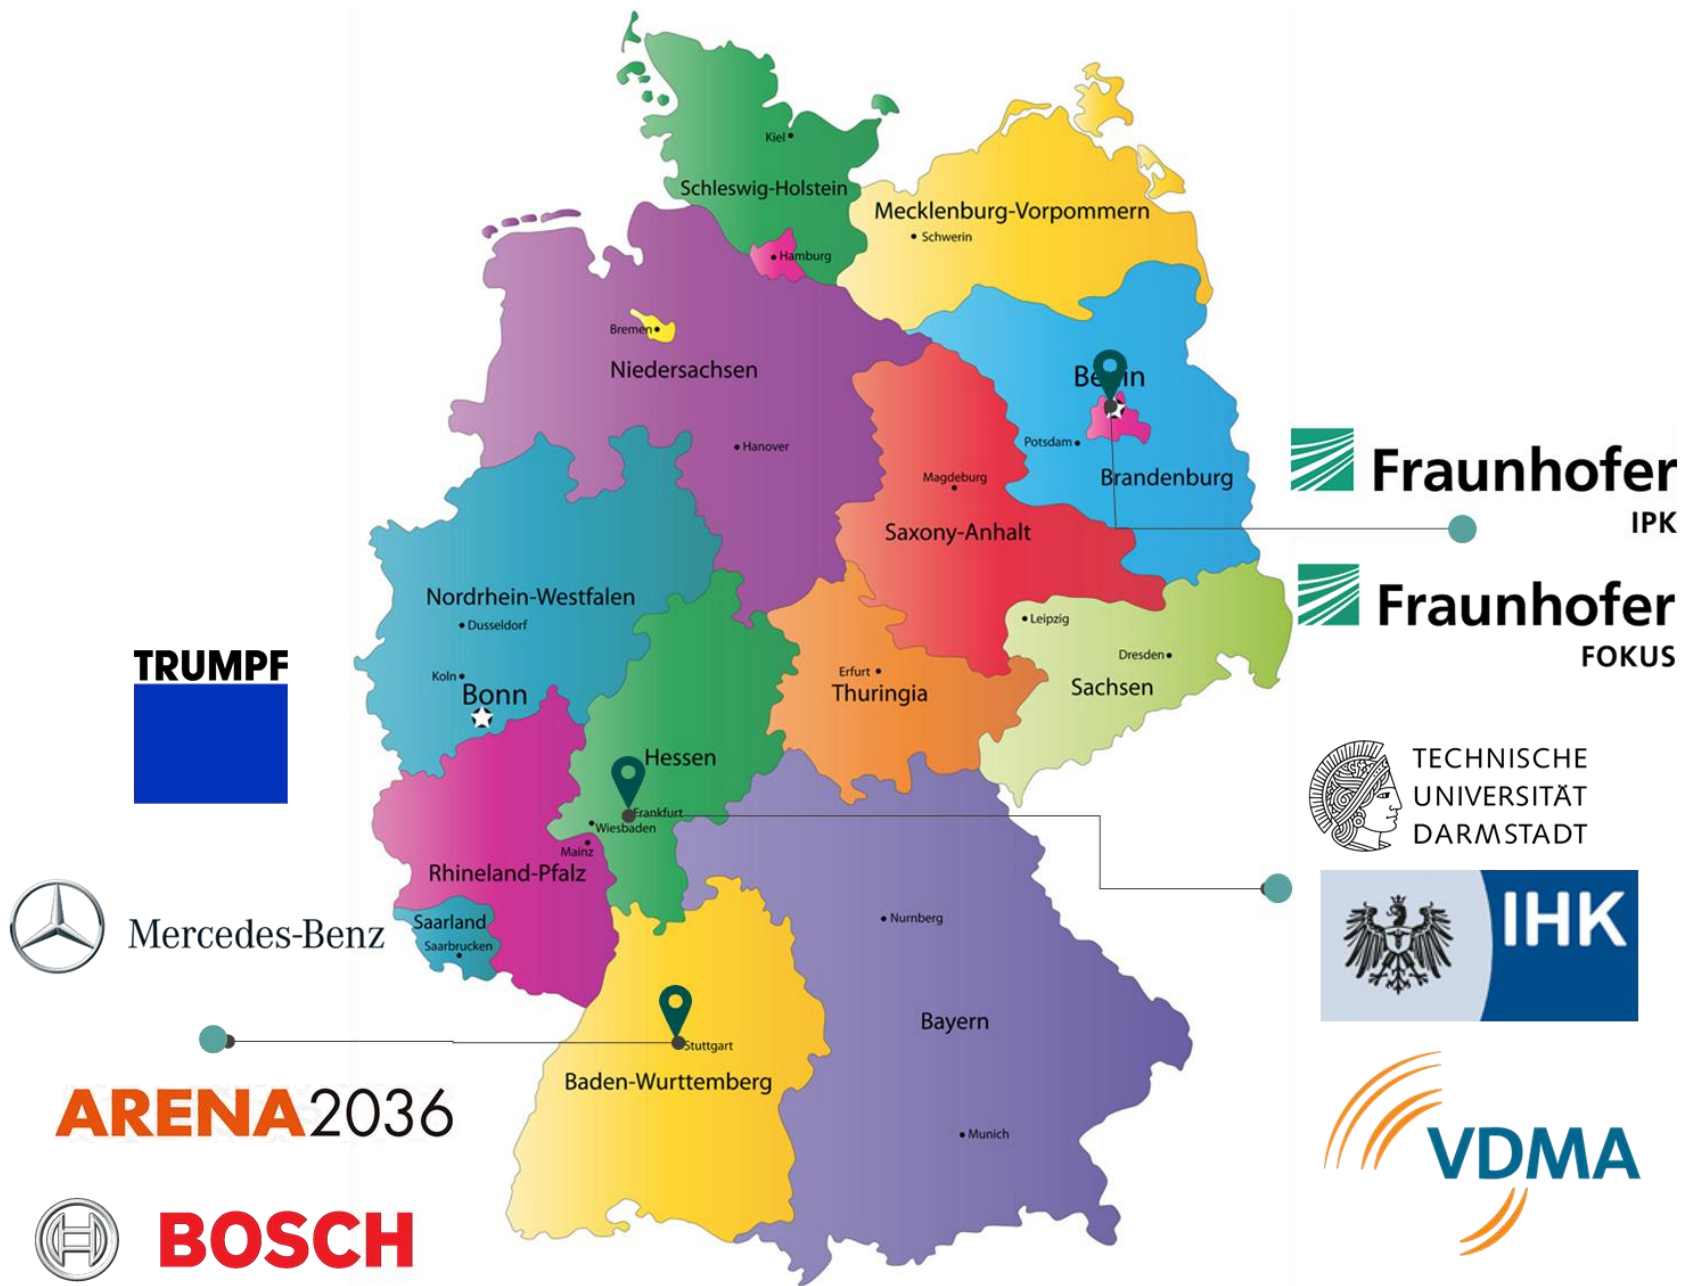 Kiel
Schleswig-Holstein
Mecklenburg-Vorpommern
Schwerin
Hamburg
Bremen
Niedersachsen
Berlin
Hanover
Potsdam
Brandenburg
Magdeburg
Saxony-Anhalt
Fraunhofer
IPK
Fraunhofer
FOKUS
Nordrhein-Westfalen
Dusseldorf
Koln
Bonn
Leipzig
Dresden
Sachsen
Erfurt
Thuringia
TRUMPF
Hessen
Frankfurt
Wiesbaden
Mainz
Rhineland-Pfalz
TECHNISCHE
UNIVERSITÄT
DARMSTADT
IHK
Mercedes-Benz
Saarland
Saarbrucken
Nurnberg
Bayern
Stuttgart
Baden-Wurttemberg
Munich
ARENA2036
BOSCH
VDMA